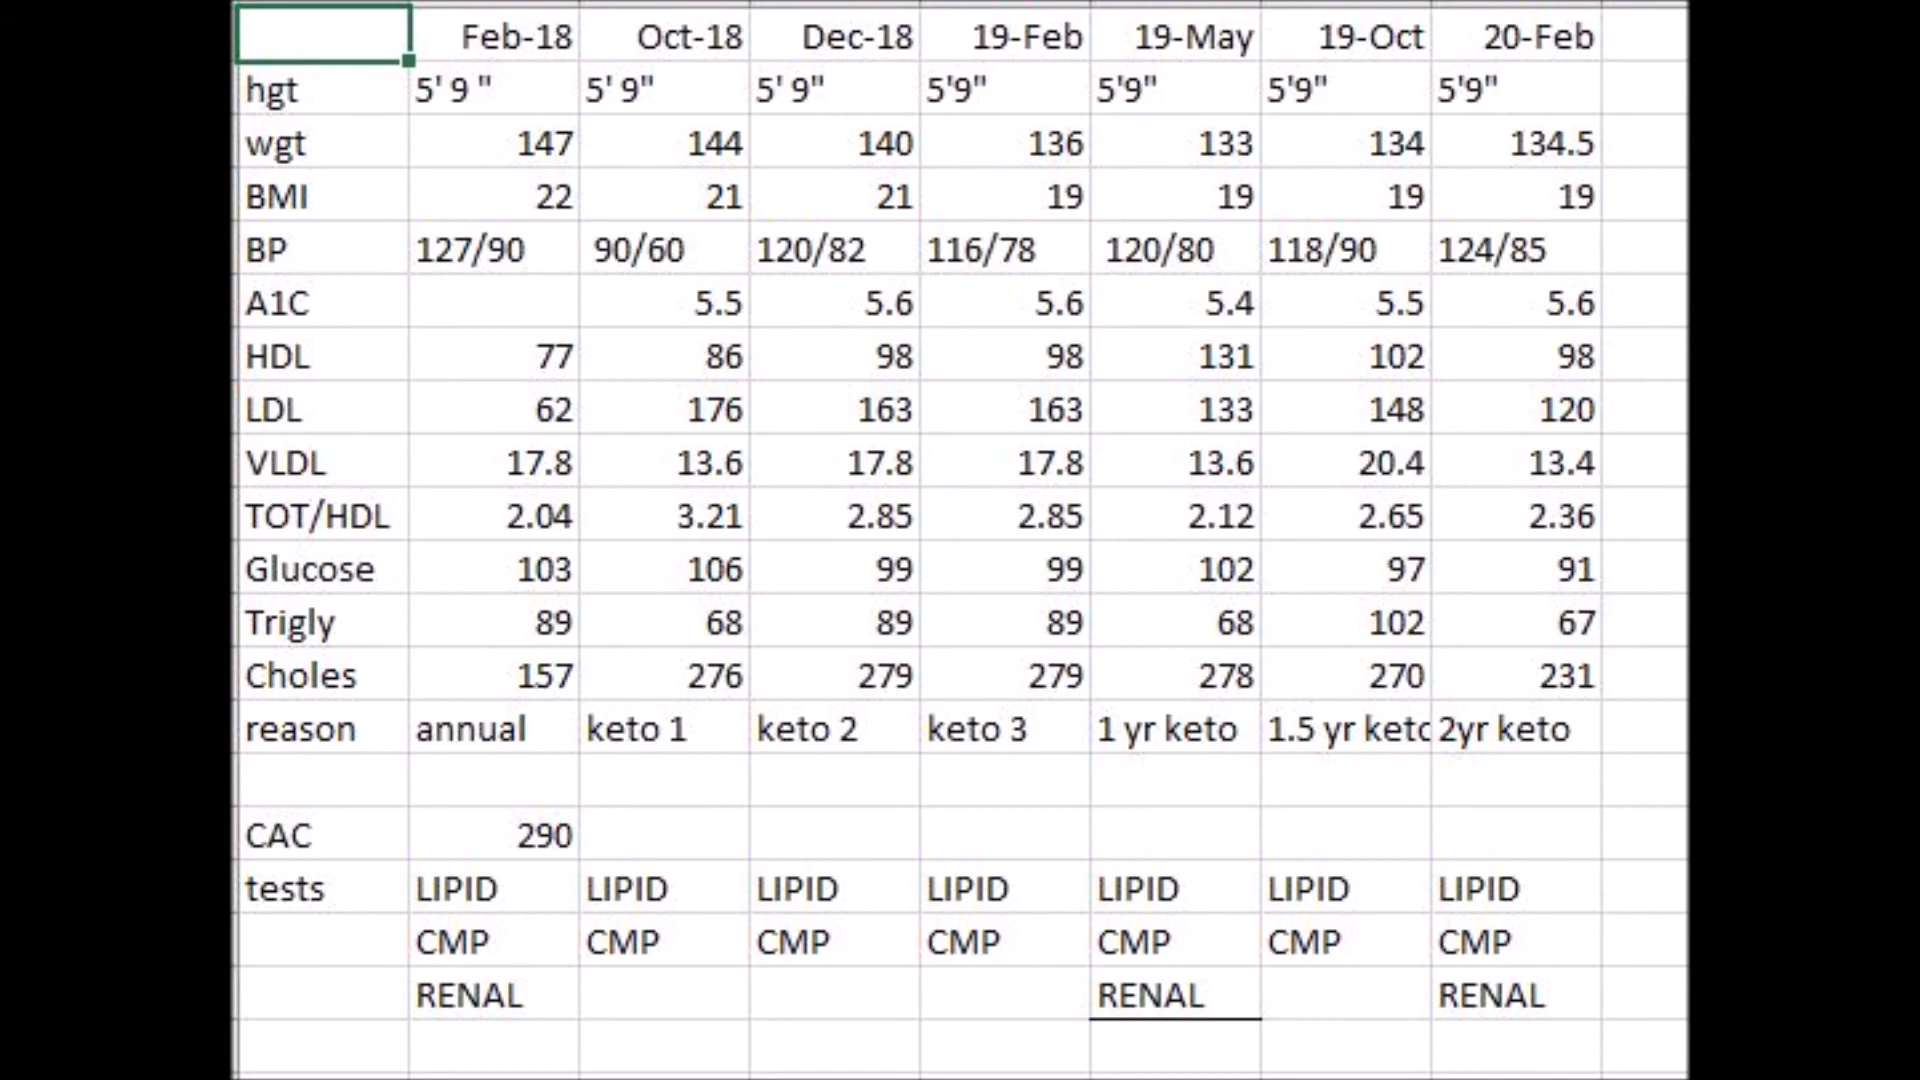 Feb-18 Oct-18 Dec-18 19-Feb 19-May 19-Oct 20-Feb
hgt 5' 9 " 5' 9" 5' 9" 5'9" 5'9" 5'9" 5'9"
wgt 147 144 140 136 133 134 134.5
BMI 22 21 21 19 19 19 19
BP 127/90 90/60 120/82 116/78 120/80 118/90 124/85
A1C 5.5 5.6 5.6 5.4 5.5 5.6
HDL 77 86 98 98 131 102 98
LDL 62 176 163 163 133 148 120
VLDL 17.8 13.6 17.8 17.8 13.6 20.4 13.4
TOT/HDL 2.04 3.21 2.85 2.85 2.12 2.65 2.36
Glucose 103 106 99 99 102 97 91
Trigly 89 68 89 89 68 102 67
Choles 157 276 279 279 278 270 231
reason annual keto 1 keto 2 keto 3 1 yr keto 1.5 yr keto 2yr keto
CAC 290
tests LIPID LIPID LIPID LIPID LIPID LIPID LIPID
CMP CMP CMP CMP CMP CMP CMP
RENAL RENAL RENAL